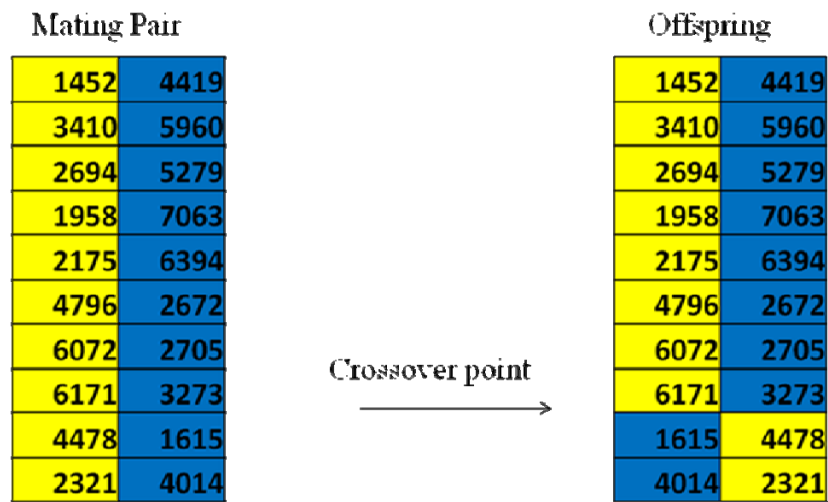 Mating Pair Offspring
1452 4419 1452 4419
3410 5960 3410 5960
2694 5279 2694 5279
1958 7063 1958 7063
2175 6394 2175 6394
4796 2672 4796 2672
6072 2705 6072 2705
Crossover point
6171 3273 6171 3273
4478 1615 1615 4478
2321 4014 4014 2321